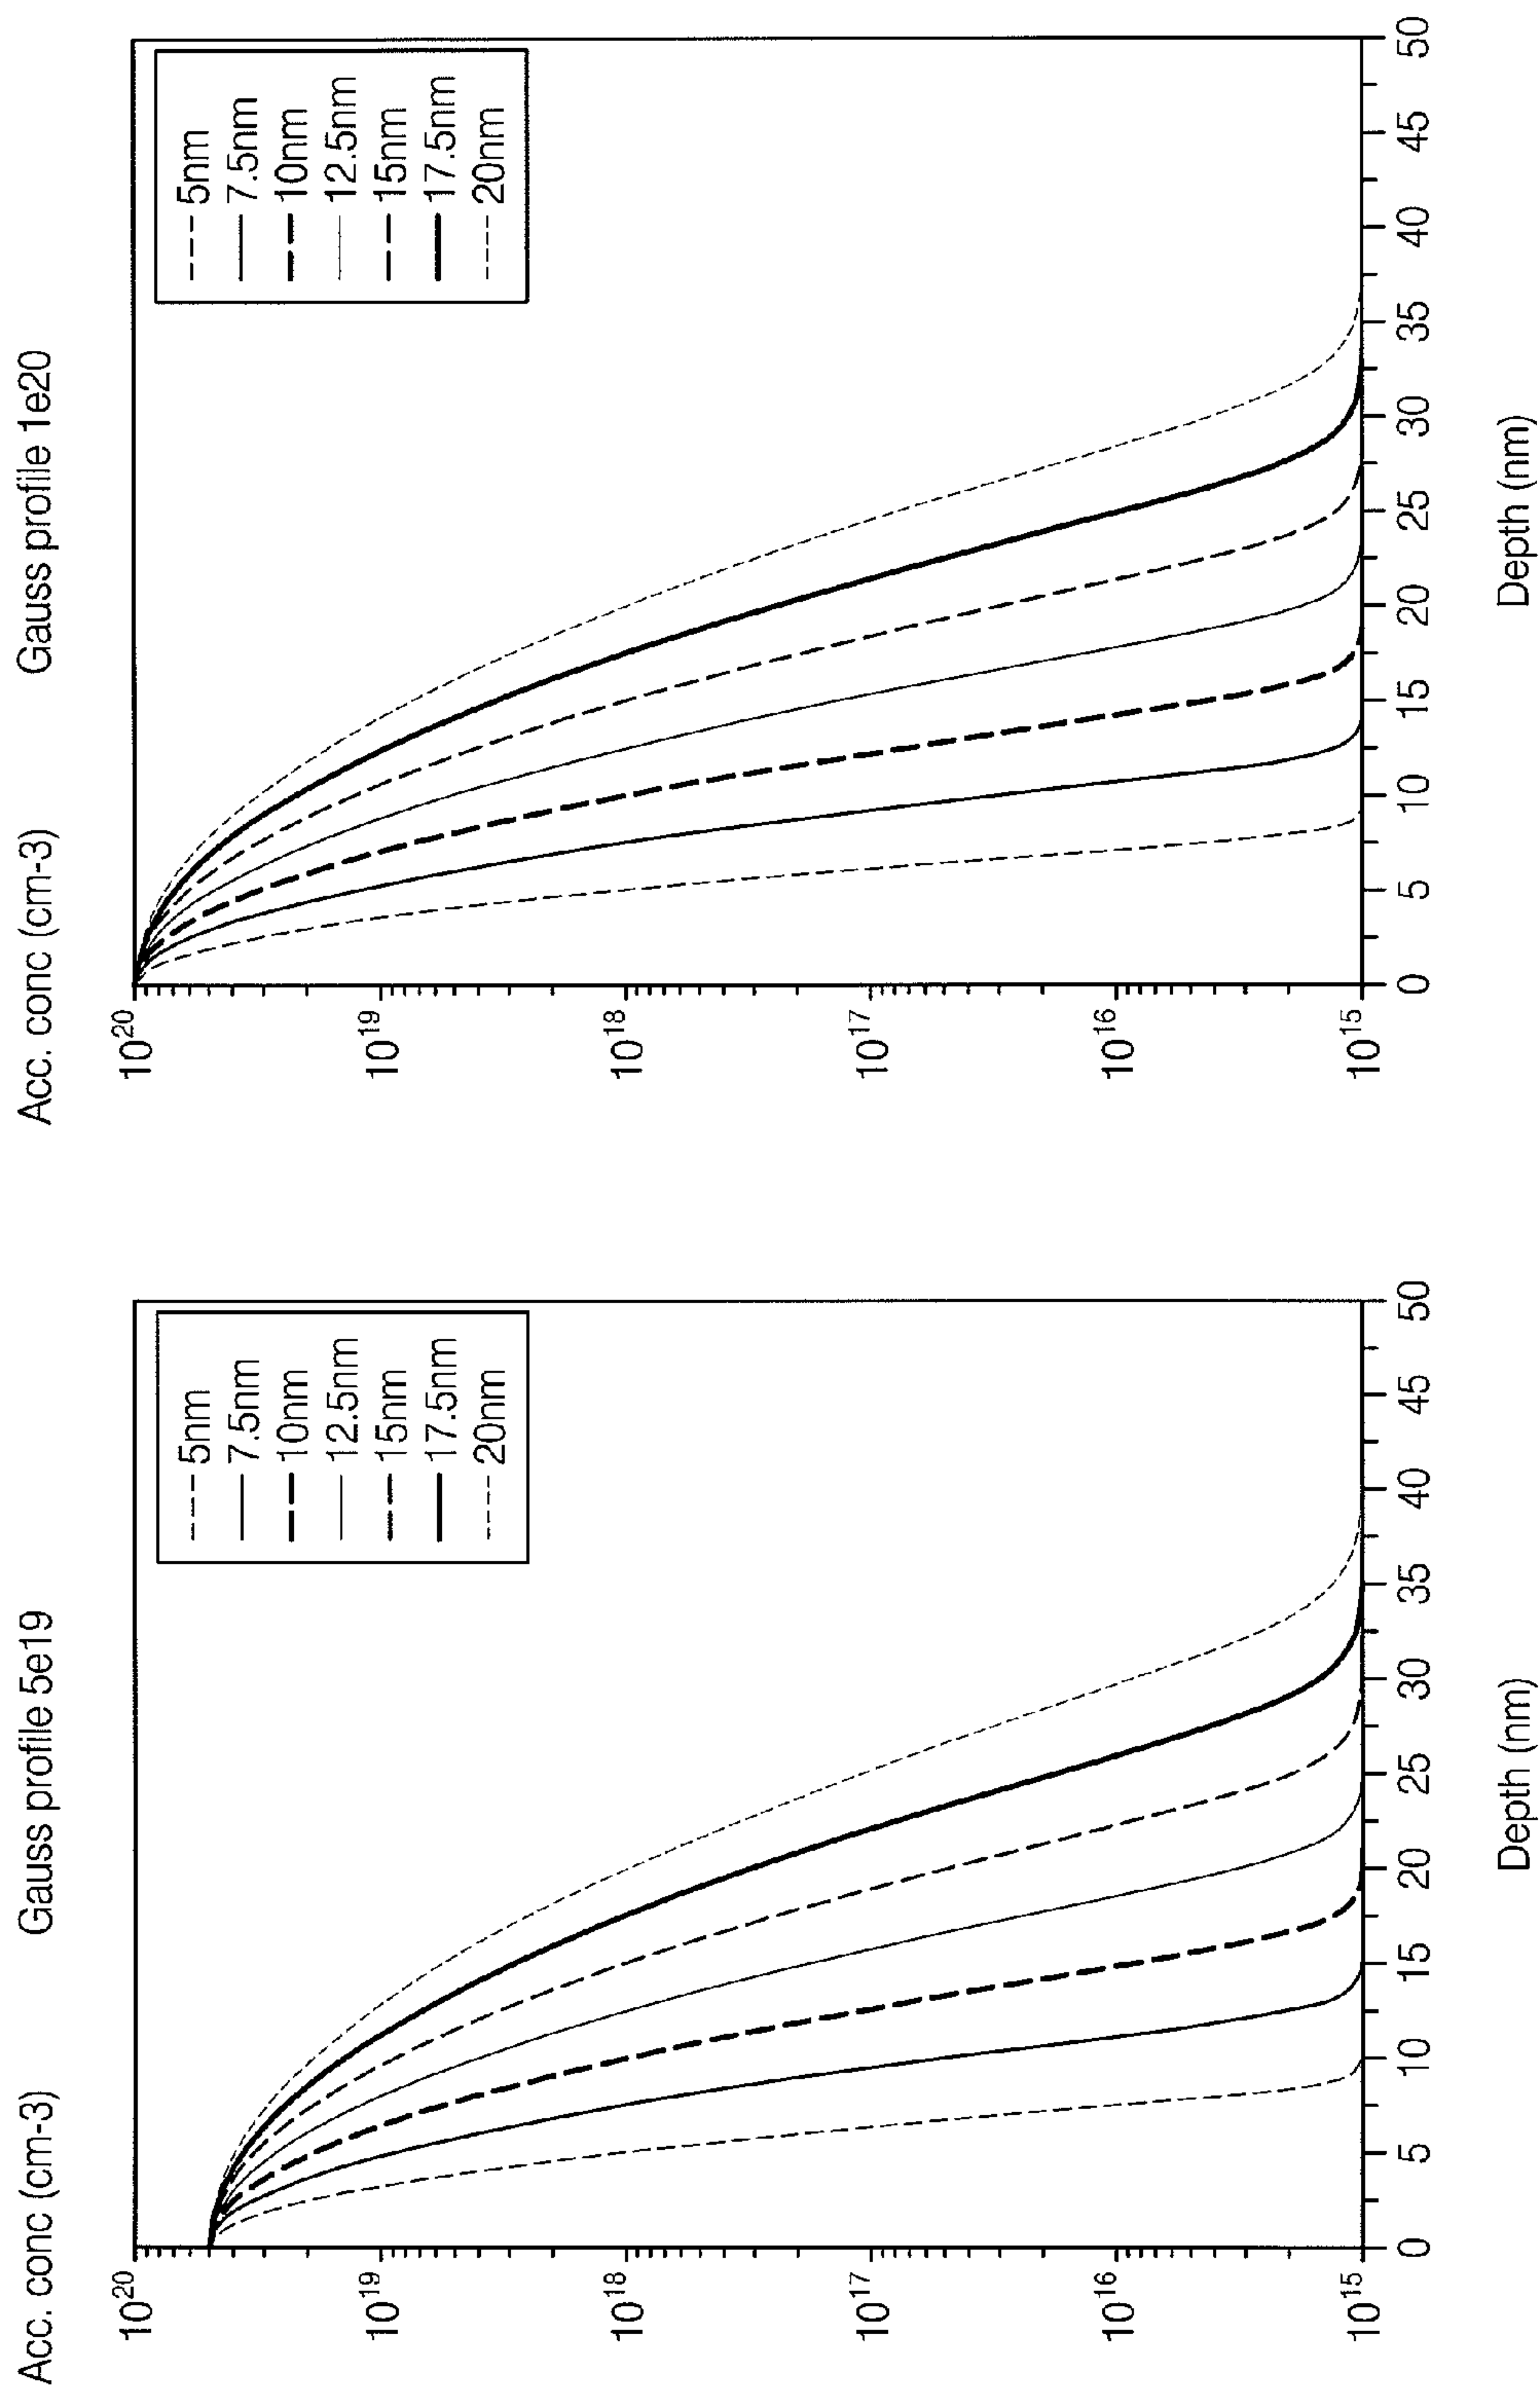 Gauss profile 5e19
Acc. conc (cm-3)
10^20
10^19
10^18
10^17
10^16
10^15
0 5 10 15 20 25 30 35 40 45 50
Depth (nm)
5nm
7.5nm
10nm
12.5nm
15nm
17.5nm
20nm
Gauss profile 1e20
Acc. conc (cm-3)
10^20
10^19
10^18
10^17
10^16
10^15
0 5 10 15 20 25 30 35 40 45 50
Depth (nm)
5nm
7.5nm
10nm
12.5nm
15nm
17.5nm
20nm